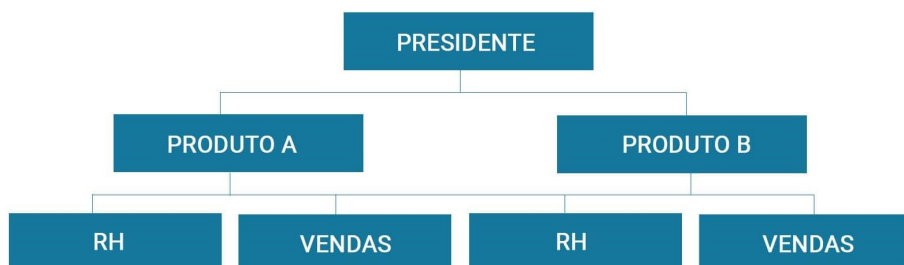 PRESIDENTE
PRODUTO A
PRODUTO B
RH
VENDAS
RH
VENDAS